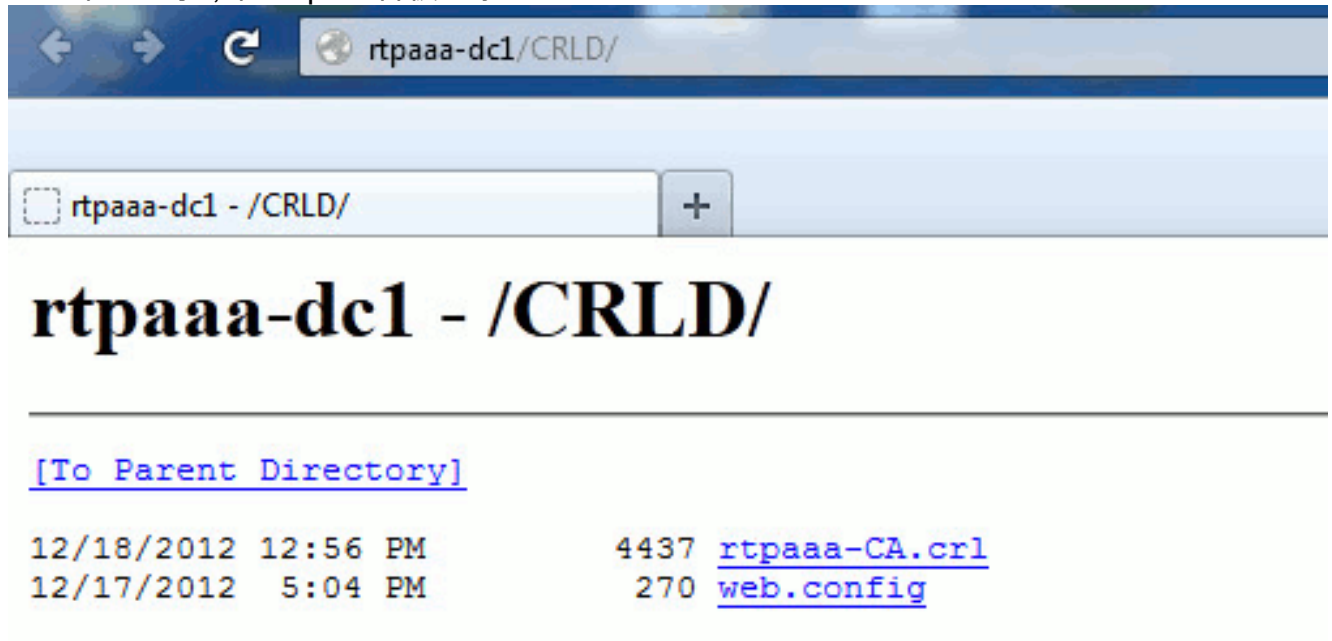 rtpaaa-dc1/CRLD/
rtpaaa-dc1 - /CRLD/
+
rtpaaa-dc1 - /CRLD/
[To Parent Directory]
12/18/2012 12:56 PM 4437 rtpaaa-CA.crl
12/17/2012 5:04 PM 270 web.config